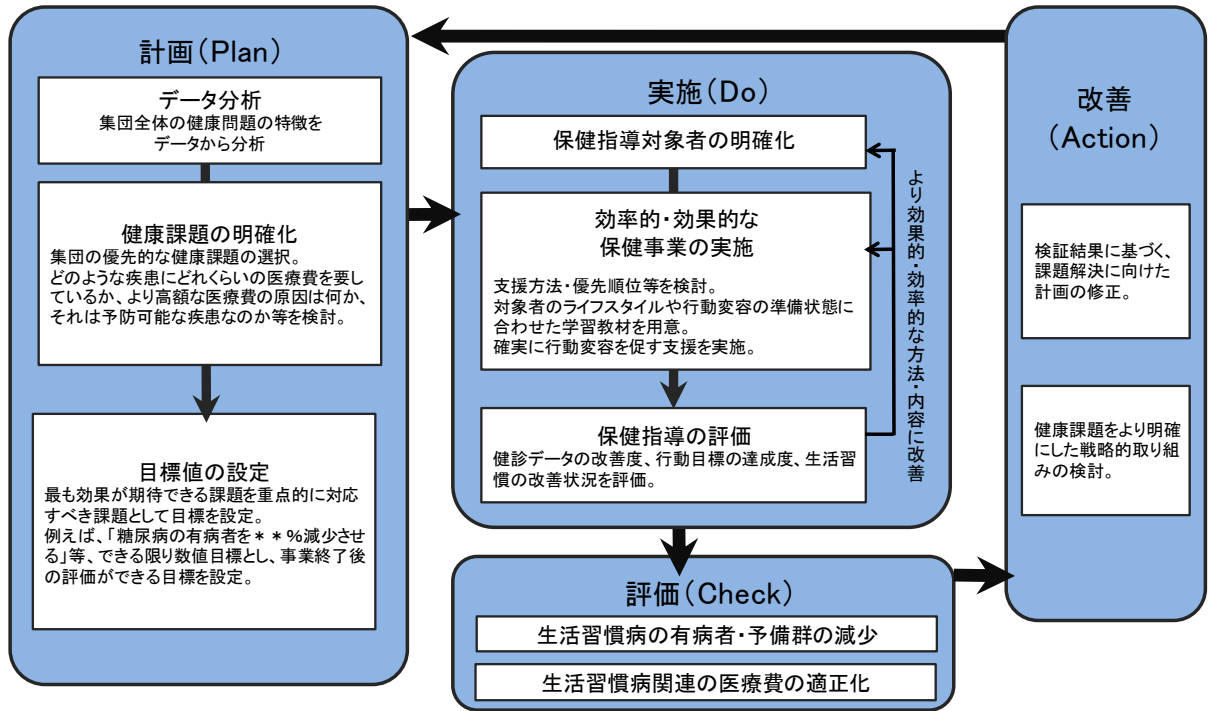 計画(Plan)
データ分析
集団全体の健康問題の特徴を
データから分析
健康課題の明確化
集団の優先的な健康課題の選択。
どのような疾患にどれくらいの医療費を要し
ているか、より高額な医療費の原因は何か、
それは予防可能な疾患なのか等を検討。
目標値の設定
最も効果が期待できる課題を重点的に対応
すべき課題として目標を設定。
例えば、「糖尿病の有病者を**%減少させ
る」等、できる限り数値目標とし、事業終了後
の評価ができる目標を設定。
実施(Do)
保健指導対象者の明確化
効率的・効果的な
保健事業の実施
支援方法・優先順位等を検討。
対象者のライフスタイルや行動変容の準備状態に
合わせた学習教材を用意。
確実に行動変容を促す支援を実施。
保健指導の評価
健診データの改善度、行動目標の達成度、生活習
慣の改善状況を評価。
より効果的・効率的な方法・内容に改善
評価(Check)
生活習慣病の有病者・予備群の減少
生活習慣病関連の医療費の適正化
改善
(Action)
検証結果に基づく、
課題解決に向けた
計画の修正。
健康課題をより明確
にした戦略的取り組
みの検討。